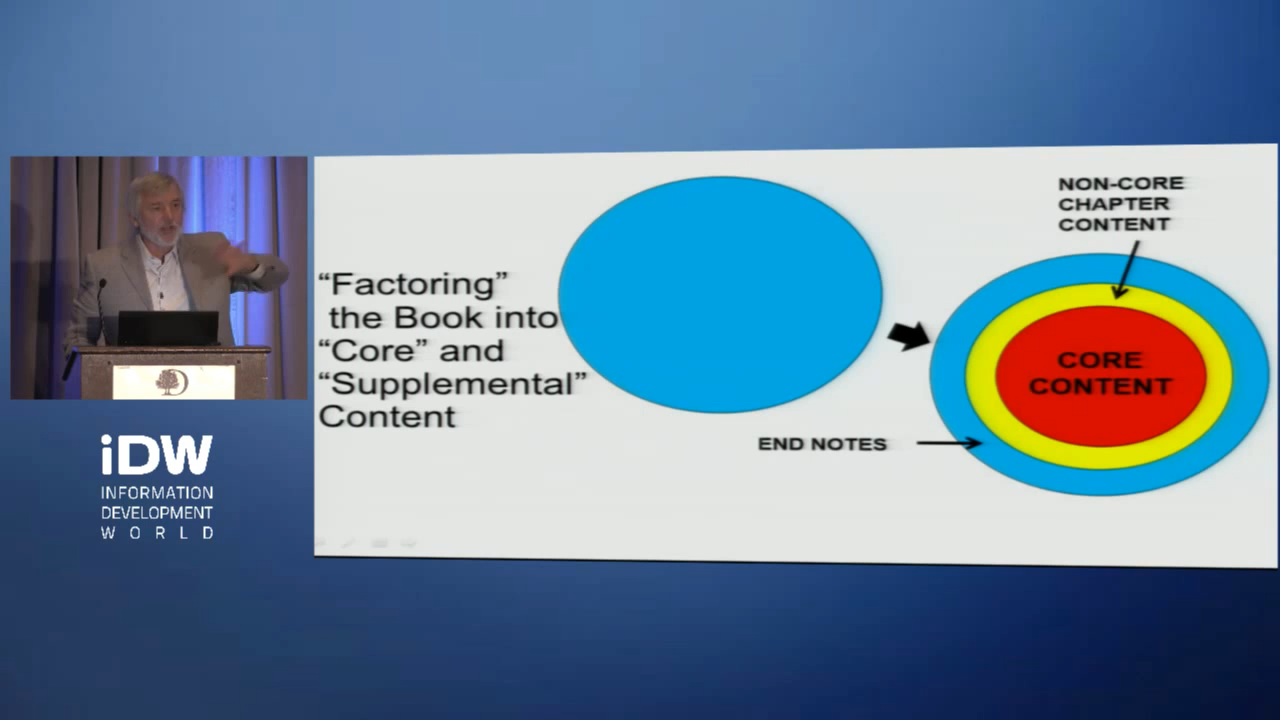 “Factoring”
the Book into
“Core” and
“Supplemental”
Content
NON-CORE
CHAPTER
CONTENT
CORE
CONTENT
END NOTES
D
iDW
INFORMATION
DEVELOPMENT
WORLD